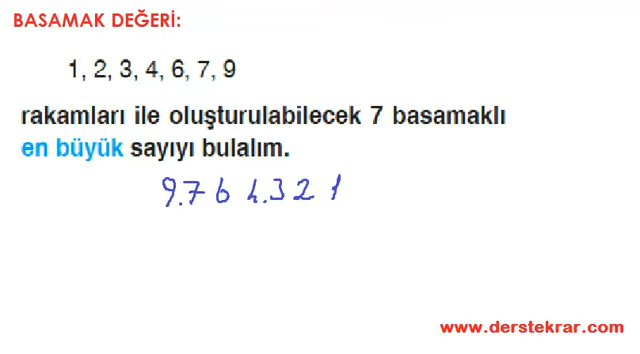 BASAMAK DEĞERİ:
1, 2, 3, 4, 6, 7, 9
rakamları ile oluşturulabilecek 7 basamaklı
en büyük sayıyı bulalım.
9.764.321
www.derstekrar.com